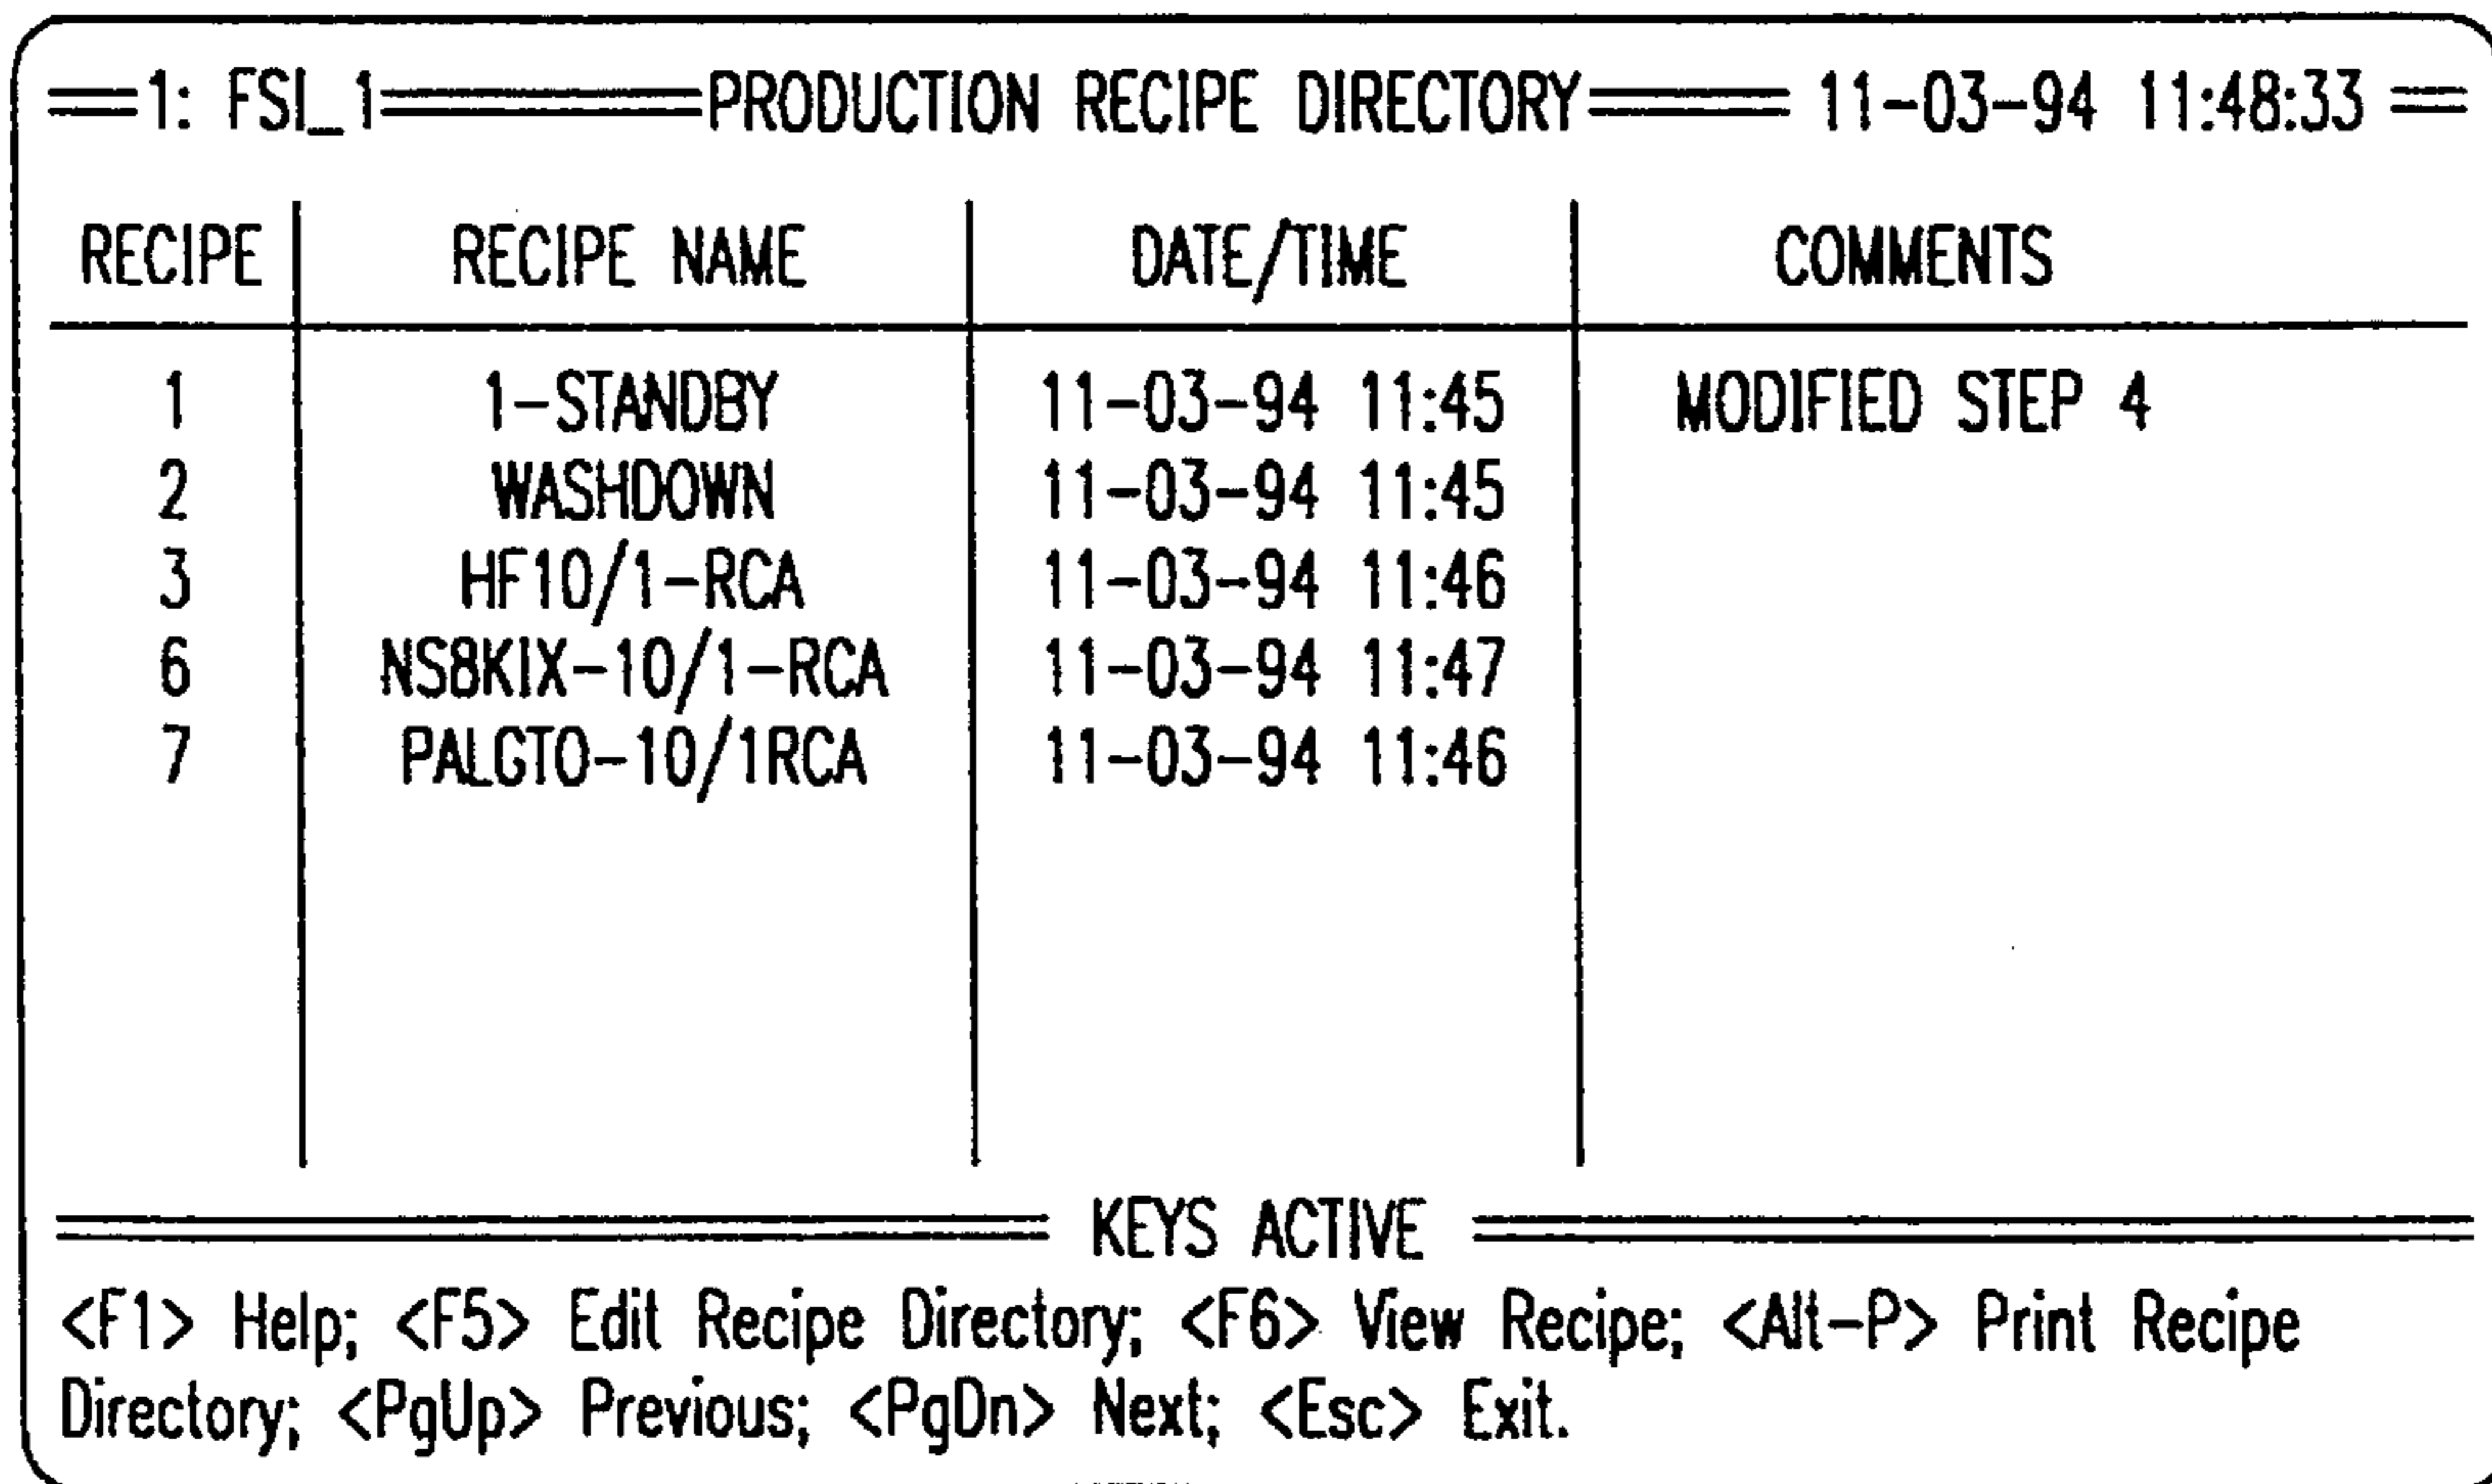 1: FSI_1 PRODUCTION RECIPE DIRECTORY 11-03-94 11:48:33
RECIPE RECIPE NAME DATE/TIME COMMENTS
1 1-STANDBY 11-03-94 11:45 MODIFIED STEP 4
2 WASHDOWN 11-03-94 11:45
3 HF10/1-RCA 11-03-94 11:46
6 NS8KIX-10/1-RCA 11-03-94 11:47
7 PALGTO-10/1RCA 11-03-94 11:46
KEYS ACTIVE
<F1> Help; <F5> Edit Recipe Directory; <F6> View Recipe; <Alt-P> Print Recipe
Directory; <PgUp> Previous; <PgDn> Next; <Esc> Exit.